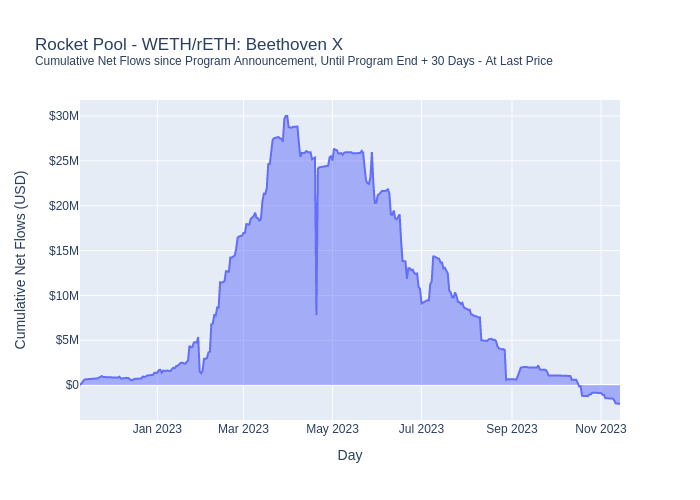 Rocket Pool - WETH/rETH: Beethoven X
Cumulative Net Flows since Program Announcement, Until Program End + 30 Days - At Last Price
Cumulative Net Flows (USD)
$30M
$25M
$20M
$15M
$10M
$5M
$0
Jan 2023 Mar 2023 May 2023 Jul 2023 Sep 2023 Nov 2023
Day